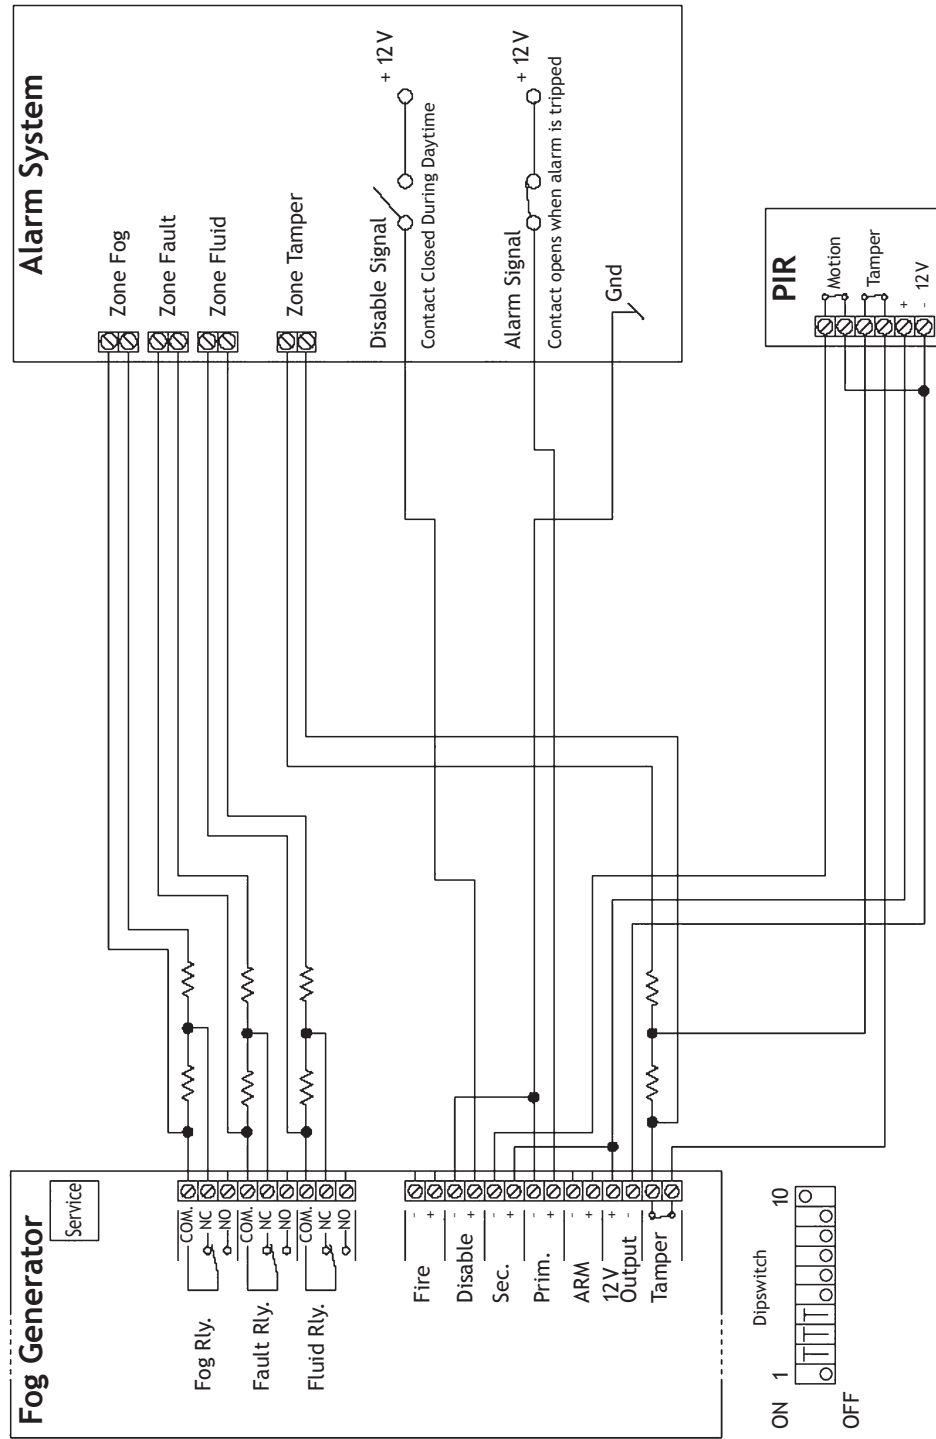 Alarm System
Zone Fog
Zone Fault
Zone Fluid
Zone Tamper
Disable Signal
+ 12 V
Contact Closed During Daytime
Alarm Signal
+ 12 V
Contact opens when alarm is tripped
Gnd
PIR
Motion
Tamper
+
-
12 V
Fog Generator
Service
Fog Rly.
COM.
NC
NO
Fault Rly.
COM.
NC
NO
Fluid Rly.
COM.
NC
NO
Fire
-
+
Disable
-
+
Sec.
-
+
Prim.
-
+
ARM
-
+
12 V
Output
+
-
Tamper
Dipswitch
ON
1
10
OFF